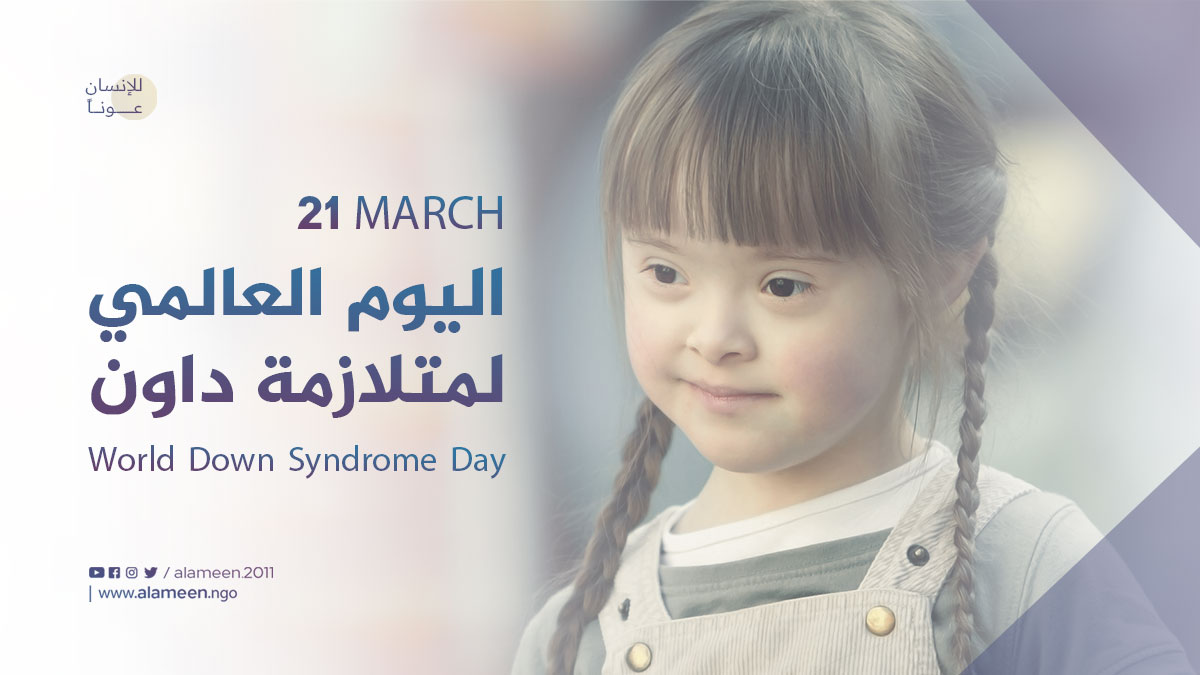 للإنسان
عـــونـاً
21 MARCH
اليوم العالمي
لمتلازمة داون
World Down Syndrome Day
/ alameen.2011
| www.alameen.ngo